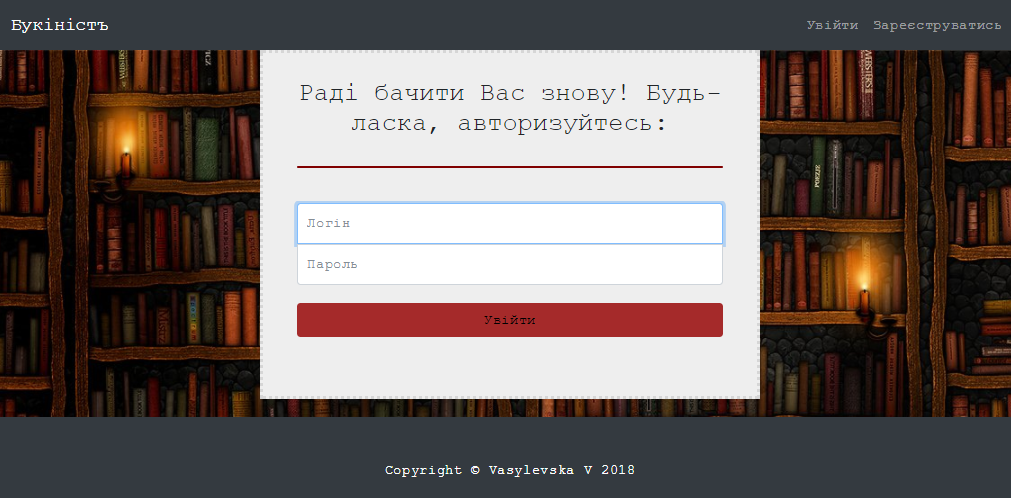 Букіністъ
Увійти Зареєструватись
Раді бачити Вас знову! Будь-
ласка, авторизуйтесь:
Логін
Пароль
Увійти
Copyright © Vasylevska V 2018